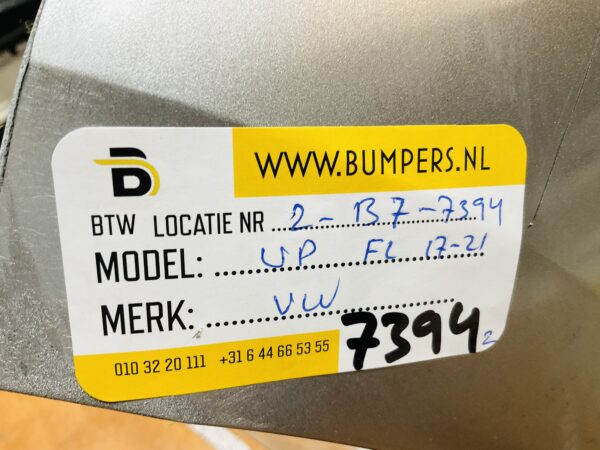 WWW.BUMPERS.NL
BTW LOCATIE NR 2-B7-7394
MODEL: UP FL 17-21
MERK: VW
7394 2
010 32 20 111 +31 6 44 66 53 55